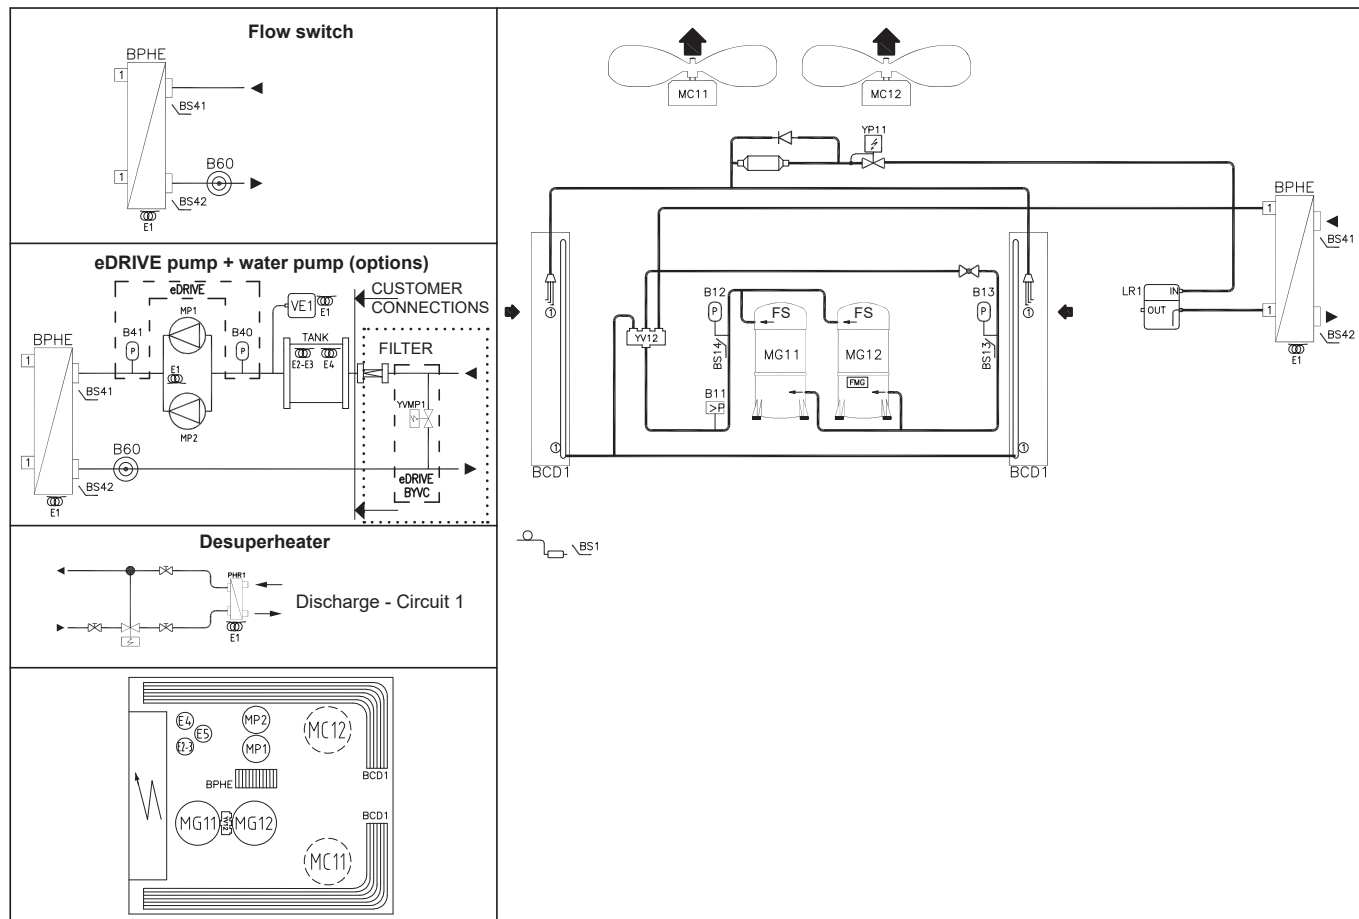 Flow switch
BPHE
1
BS41
B60
1
BS42
E1
eDRIVE pump + water pump (options)
eDRIVE
CUSTOMER
CONNECTIONS
VE1
E1
MP1
B41
P
B40
P
TANK
E2-E3
E4
FILTER
BPHE
1
E1
BS41
YVMP1
MP2
B60
1
BS42
eDRIVE
BYVC
E1
Desuperheater
PHR1
Discharge - Circuit 1
E1
E4
E5
E2-3
MP2
MP1
MC12
BPHE
BCD1
MG11
YV12
MG12
BCD1
MC11
MC11
MC12
YP11
BPHE
1
BS41
B12
P
FS
FS
B13
P
LR1
IN
OUT
1
1
1
YV12
BS14
MG11
MG12
BS13
BS42
FMG
B11
>P
E1
1
1
BCD1
BCD1
BS1